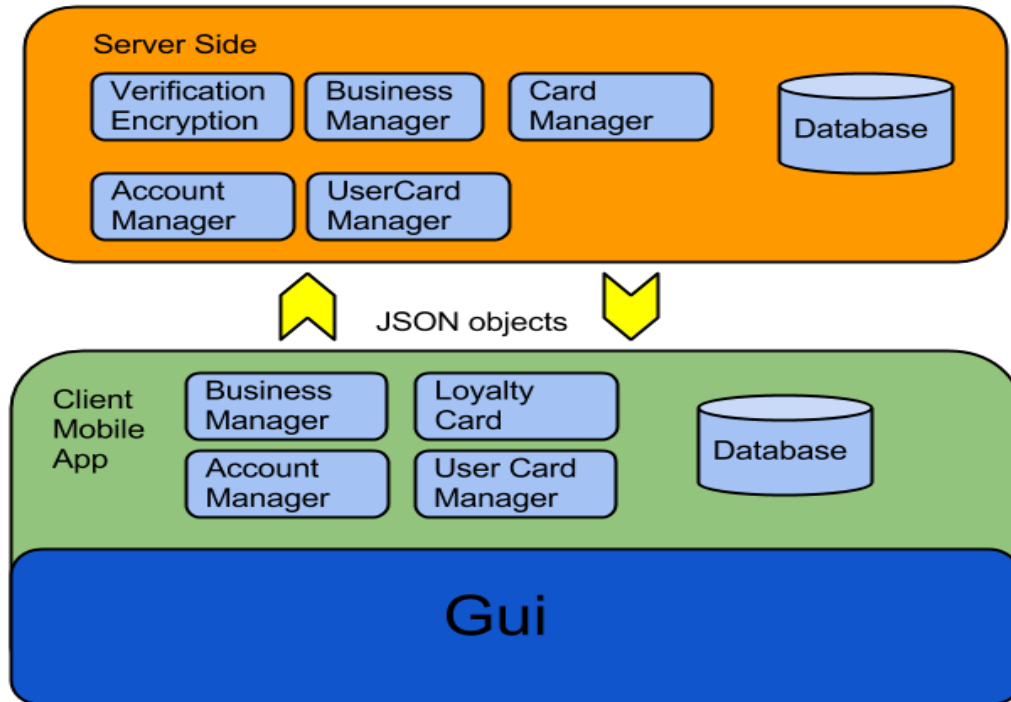 Server Side
Verification
Encryption
Business
Manager
Card
Manager
Database
Account
Manager
UserCard
Manager
JSON objects
Client
Mobile
App
Business
Manager
Loyalty
Card
Account
Manager
User Card
Manager
Database
Gui